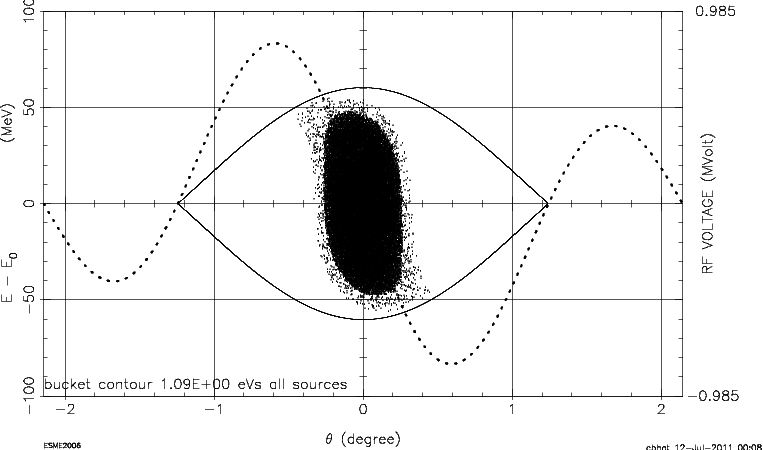 100
0.985
50
(MeV)
0
E − E0
−50
RF VOLTAGE (MVolt)
bucket contour 1.09E+00 eVs all sources
100
−0.985
−2
−1
0
1
2
θ (degree)
ESME2006
chhat 12−Jul−2011 00:08